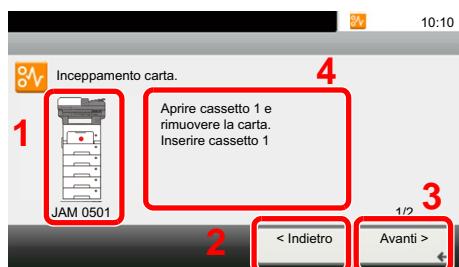 10:10
Inceppamento carta.
4
1
Aprire cassetto 1 e
rimuovere la carta.
Inserire cassetto 1
JAM 0501
1/2
3
2
< Indietro
Avanti >